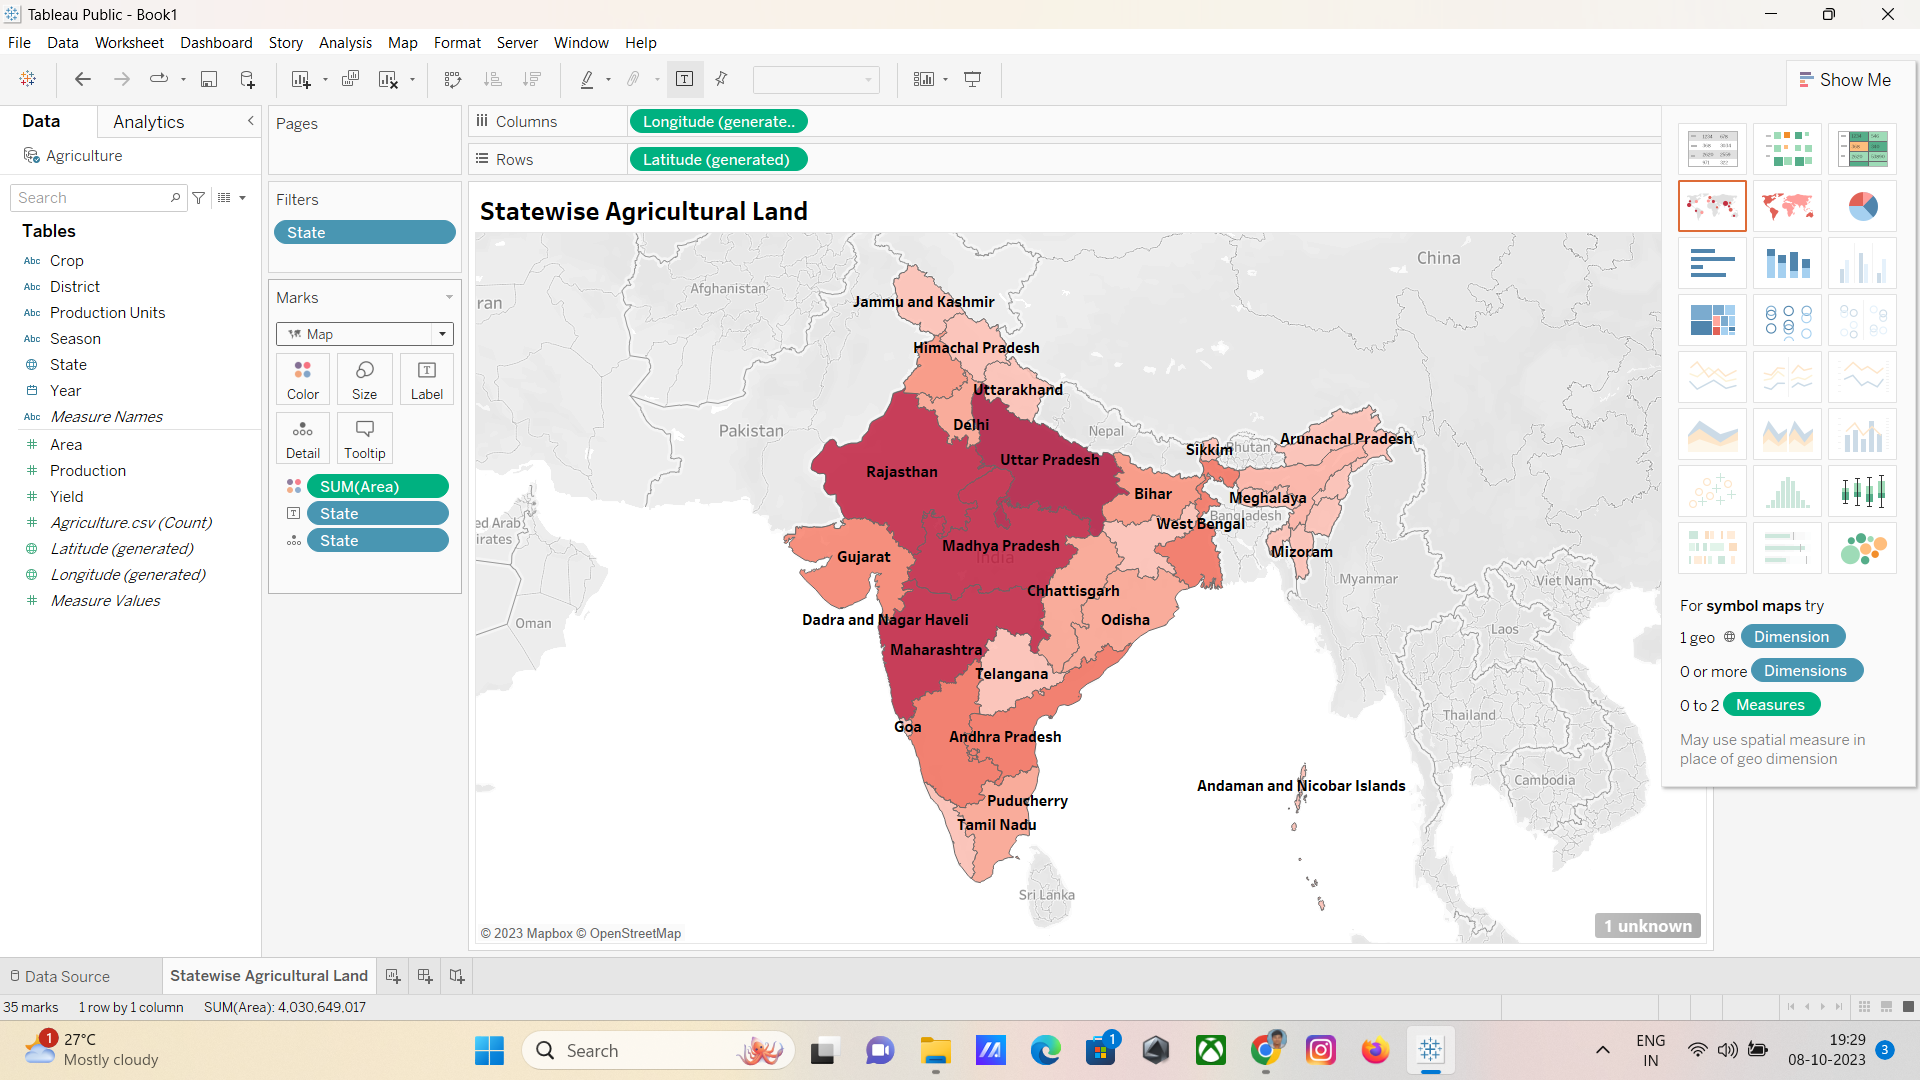 Tableau Public - Book1
File Data Worksheet Dashboard Story Analysis Map Format Server Window Help
Show Me
Data
Analytics
Agriculture
Search
Tables
Abc Crop
Abc District
Abc Production Units
Abc Season
State
Year
Abc Measure Names
Area
Production
Yield
Agriculture.csv (Count)
Latitude (generated)
Longitude (generated)
Measure Values
Pages
Filters
State
Marks
Map
Color
Size
Label
Detail
Tooltip
SUM(Area)
State
State
Columns
Longitude (generate..
Rows
Latitude (generated)
Statewise Agricultural Land
China
Afghanistan
ran
Jammu and Kashmir
Himachal Pradesh
Uttarakhand
Pakistan
Delhi
Nepal
Arunachal Pradesh
Sikkim
Bhutan
Uttar Pradesh
Rajasthan
Bihar
Meghalaya
Bangladesh
ed Arab
irates
West Bengal
Madhya Pradesh
India
Gujarat
Mizoram
Myanmar
Viet Nam
Chhattisgarh
Oman
Dadra and Nagar Haveli
Odisha
Laos
Maharashtra
Telangana
Thailand
Goa
Andhra Pradesh
Cambodia
Andaman and Nicobar Islands
Puducherry
Tamil Nadu
Sri Lanka
© 2023 Mapbox © OpenStreetMap
1 unknown
For symbol maps try
1 geo Dimension
0 or more Dimensions
0 to 2 Measures
May use spatial measure in
place of geo dimension
Data Source
Statewise Agricultural Land
35 marks 1 row by 1 column SUM(Area): 4,030,649,017
1
27°C
Mostly cloudy
Search
1
ENG
IN
19:29
08-10-2023
3